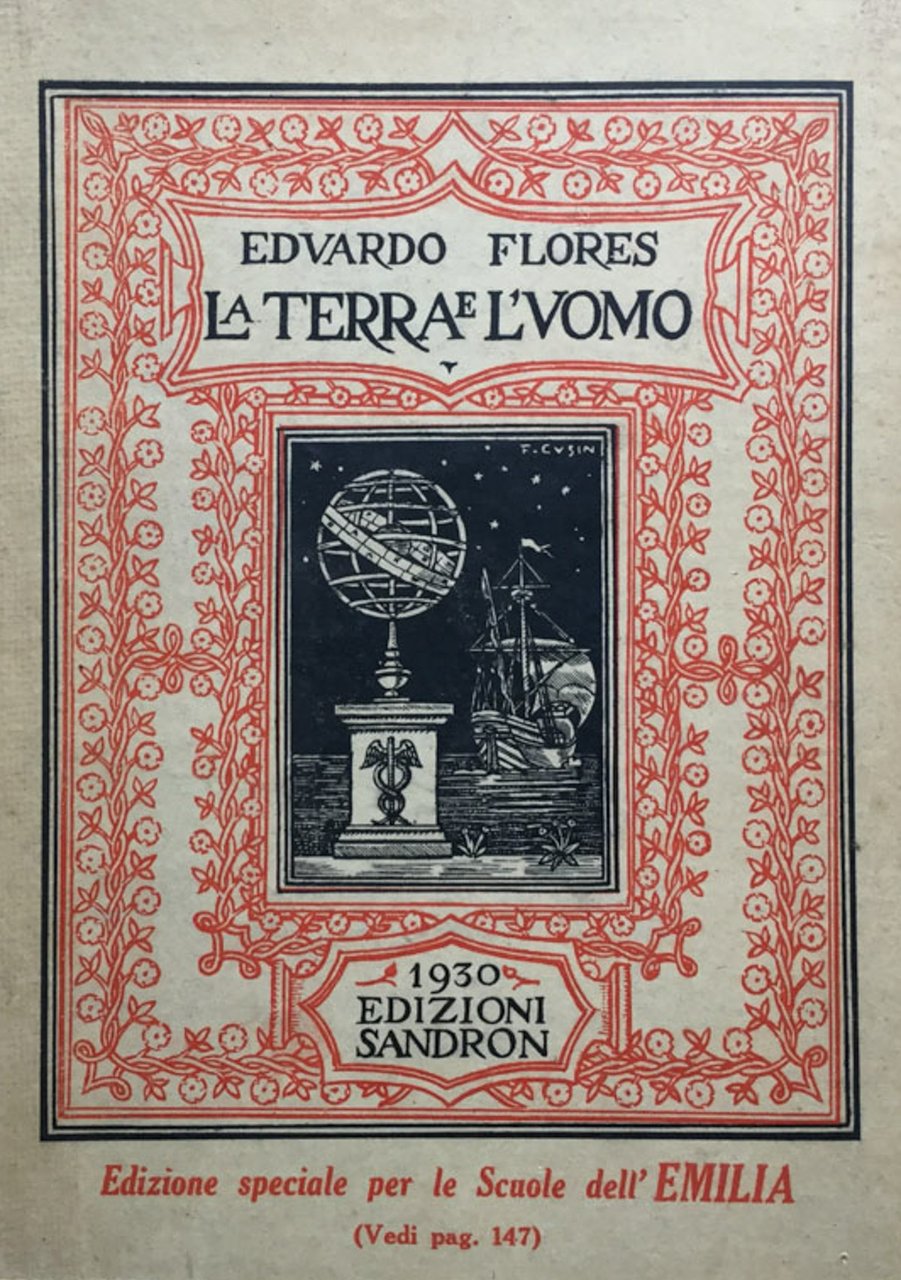 EDVARDO FLORES
LA TERRA E L'VOMO
F. CVSIN
1930
EDIZIONI
SANDRON
Edizione speciale per le Scuole dell' EMILIA
(Vedi pag. 147)